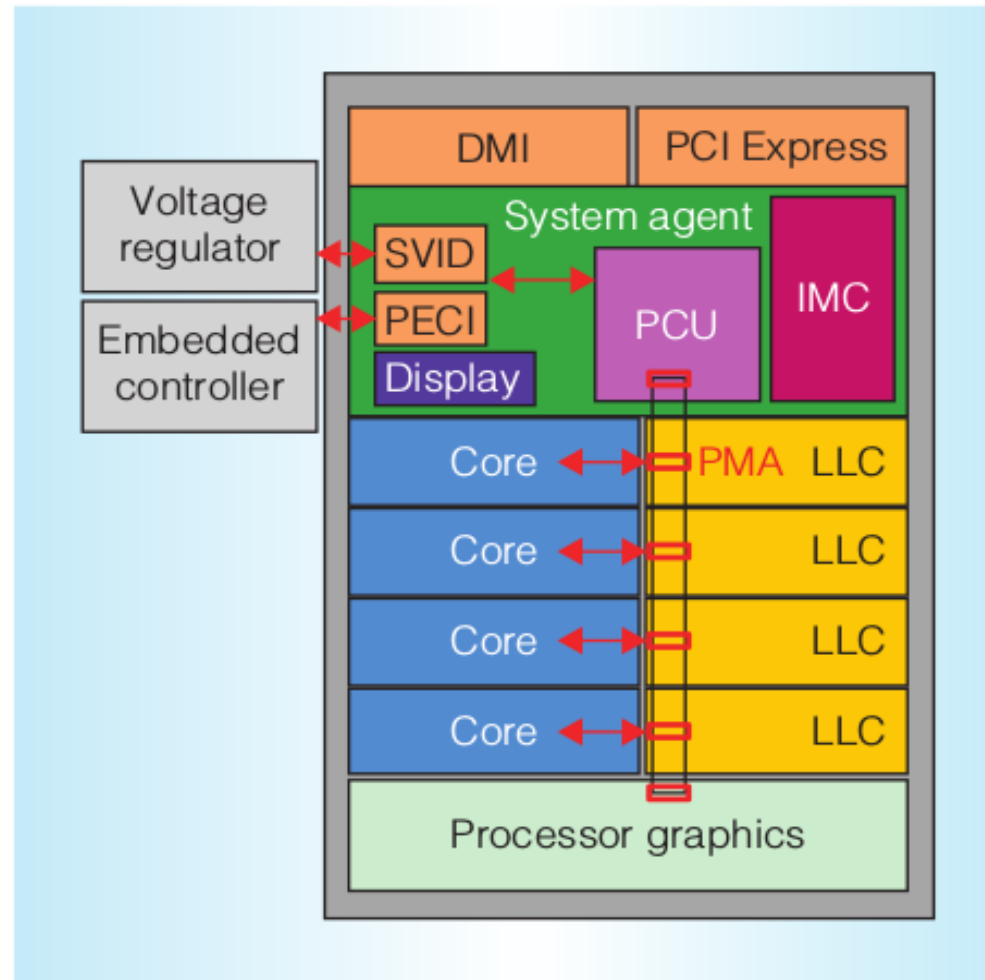 DMI
PCI Express
Voltage
regulator
Embedded
controller
System agent
SVID
PECI
Display
PCU
IMC
Core
PMA
LLC
Core
LLC
Core
LLC
Core
LLC
Processor graphics